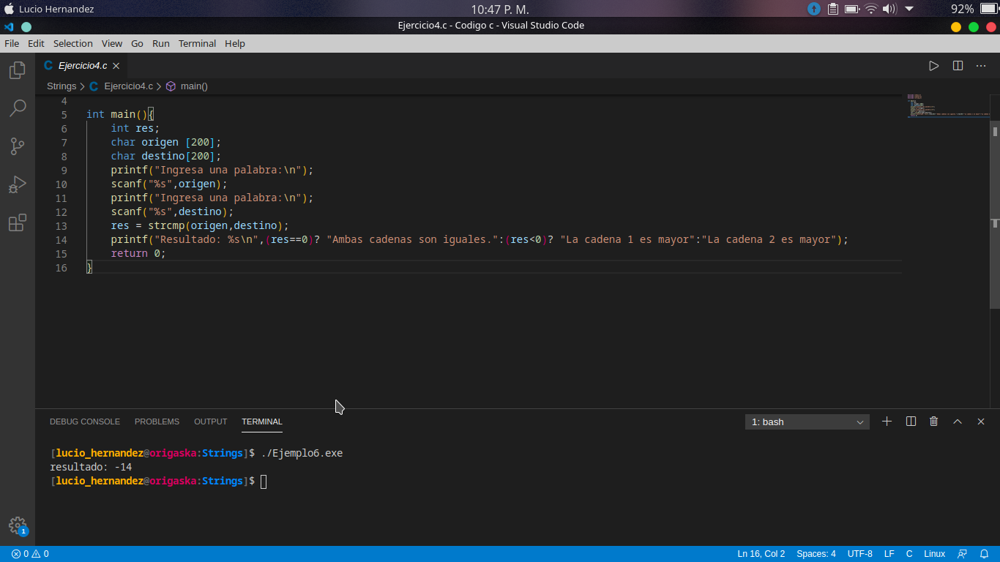 Lucio Hernandez 10:47 P. M. 92%
Ejercicio4.c - Codigo c - Visual Studio Code
File Edit Selection View Go Run Terminal Help
C Ejercicio4.c
Strings > C Ejercicio4.c > main()
4
5 int main(){
6 int res;
7 char origen [200];
8 char destino[200];
9 printf("Ingresa una palabra:\n");
10 scanf("%s",origen);
11 printf("Ingresa una palabra:\n");
12 scanf("%s",destino);
13 res = strcmp(origen,destino);
14 printf("Resultado: %s\n",(res==0)? "Ambas cadenas son iguales.":(res<0)? "La cadena 1 es mayor":"La cadena 2 es mayor");
15 return 0;
16 }
DEBUG CONSOLE PROBLEMS OUTPUT TERMINAL 1: bash
[lucio_hernandez@origaska:Strings]$ ./Ejemplo6.exe
resultado: -14
[lucio_hernandez@origaska:Strings]$
1
0 0 Ln 16, Col 2 Spaces: 4 UTF-8 LF C Linux